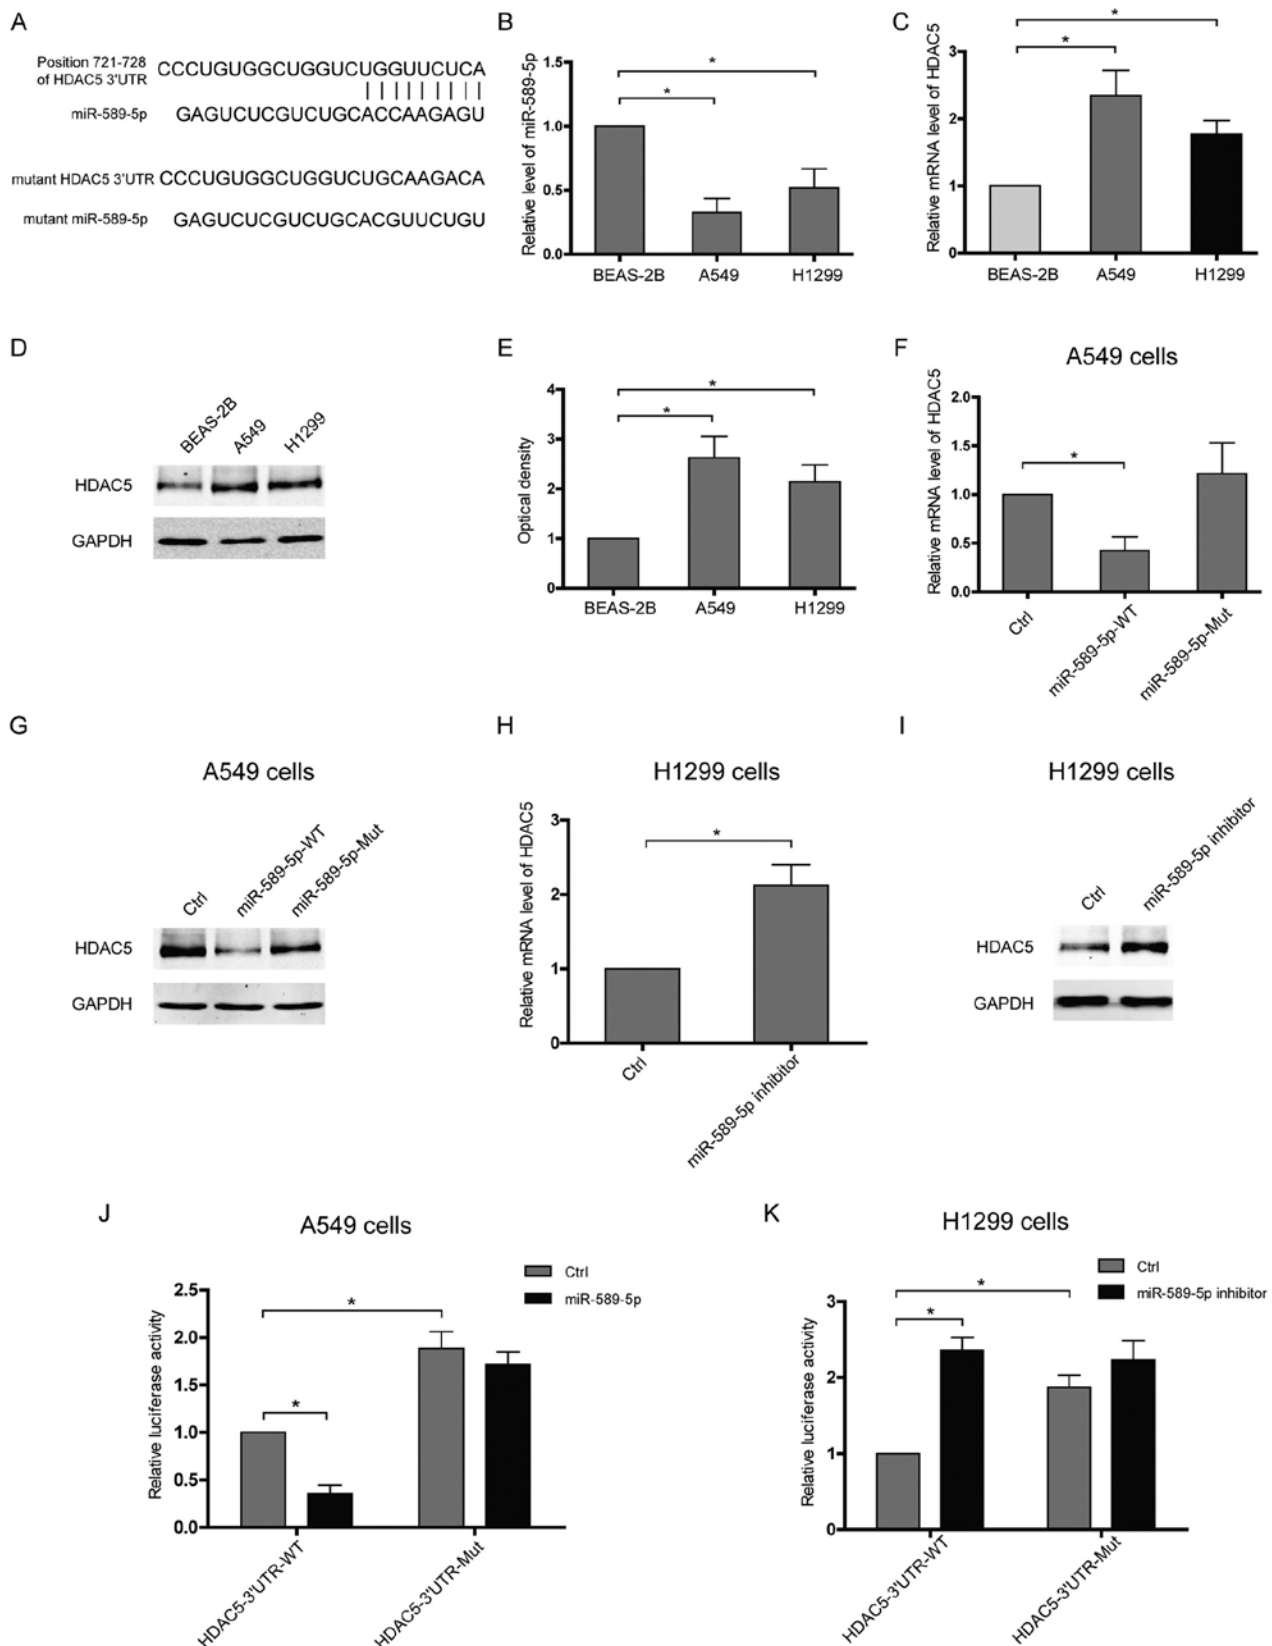 A
Position 721-728
of HDAC5 3'UTR
CCCUGUGGCUGGUCUGGUUCUCA
miR-589-5p
GAGUCUCGUCUGCACCAAGAGU
mutant HDAC5 3'UTR
CCCUGUGGCUGGUCUGCAAGACA
mutant miR-589-5p
GAGUCUCGUCUGCACGUUCUGU
B
Relative level of miR-589-5p
1.5
1.0
0.5
0.0
*
*
BEAS-2B
A549
H1299
C
Relative mRNA level of HDAC5
3
2
1
0
*
*
BEAS-2B
A549
H1299
D
BEAS-2B
A549
H1299
HDAC5
GAPDH
E
Optical density
4
3
2
1
0
*
*
BEAS-2B
A549
H1299
F
A549 cells
Relative mRNA level of HDAC5
2.0
1.5
1.0
0.5
0.0
*
Ctrl
miR-589-5p-WT
miR-589-5p-Mut
G
A549 cells
Ctrl
miR-589-5p-WT
miR-589-5p-Mut
HDAC5
GAPDH
H
H1299 cells
Relative mRNA level of HDAC5
3
2
1
0
*
Ctrl
miR-589-5p inhibitor
I
H1299 cells
Ctrl
miR-589-5p inhibitor
HDAC5
GAPDH
J
A549 cells
Ctrl
miR-589-5p
Relative luciferase activity
2.5
2.0
1.5
1.0
0.5
0.0
*
*
HDAC5-3'UTR-WT
HDAC5-3'UTR-Mut
K
H1299 cells
Ctrl
miR-589-5p inhibitor
Relative luciferase activity
3
2
1
0
*
*
HDAC5-3'UTR-WT
HDAC5-3'UTR-Mut